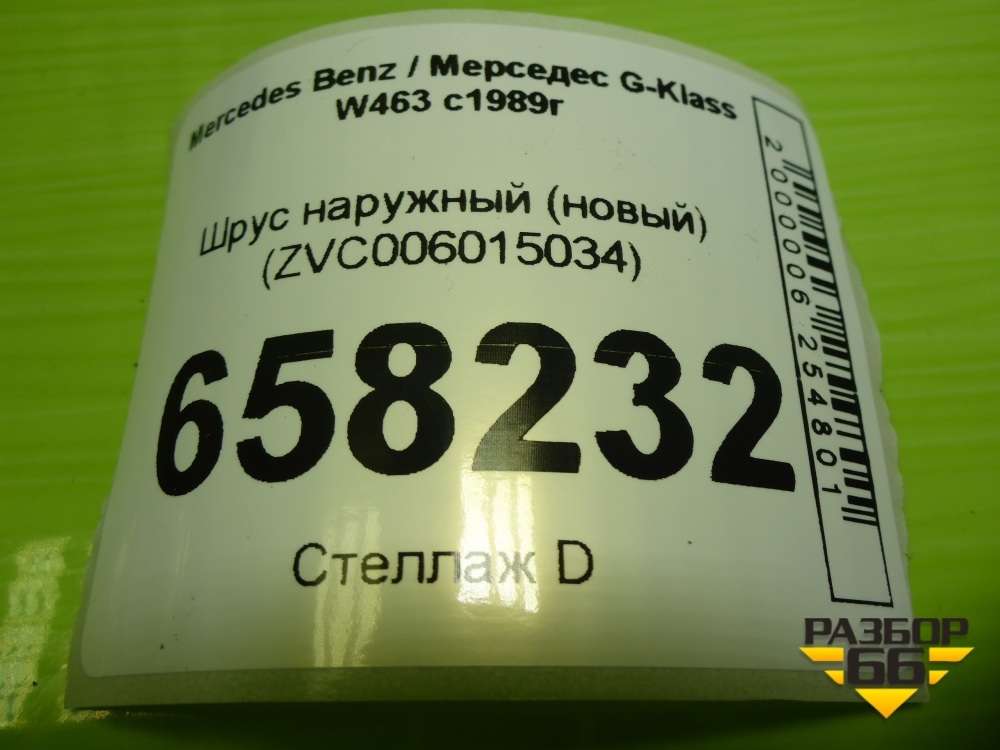 Mercedes Benz / Мерседес G-Klass
W463 с1989г
Шрус наружный (новый)
(ZVC006015034)
658232
Стеллаж D
2000006254801
РАЗБОР
66